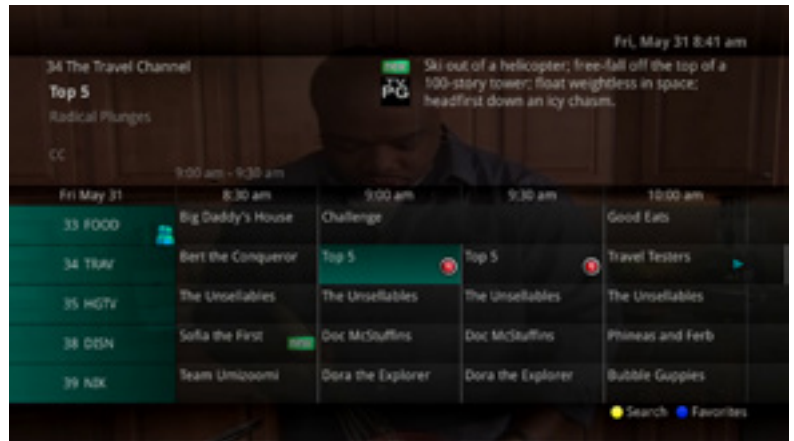 Fri, May 31 8:41 am
34 The Travel Channel
Top 5
Radical Plunges
CC
new
TV
PG
Ski out of a helicopter; free-fall off the top of a
100-story tower; float weightless in space;
headfirst down an icy chasm.
9:00 am - 9:30 am
Fri May 31 8:30 am 9:00 am 9:30 am 10:00 am
33 FOOD Big Daddy's House Challenge Good Eats
34 TRAV Bert the Conqueror Top 5 Top 5 Travel Testers
35 HGTV The Unsellables The Unsellables The Unsellables The Unsellables
38 DISN Sofia the First new Doc McStuffins Doc McStuffins Phineas and Ferb
39 NIK Team Umizoomi Dora the Explorer Dora the Explorer Bubble Guppies
Search Favorites